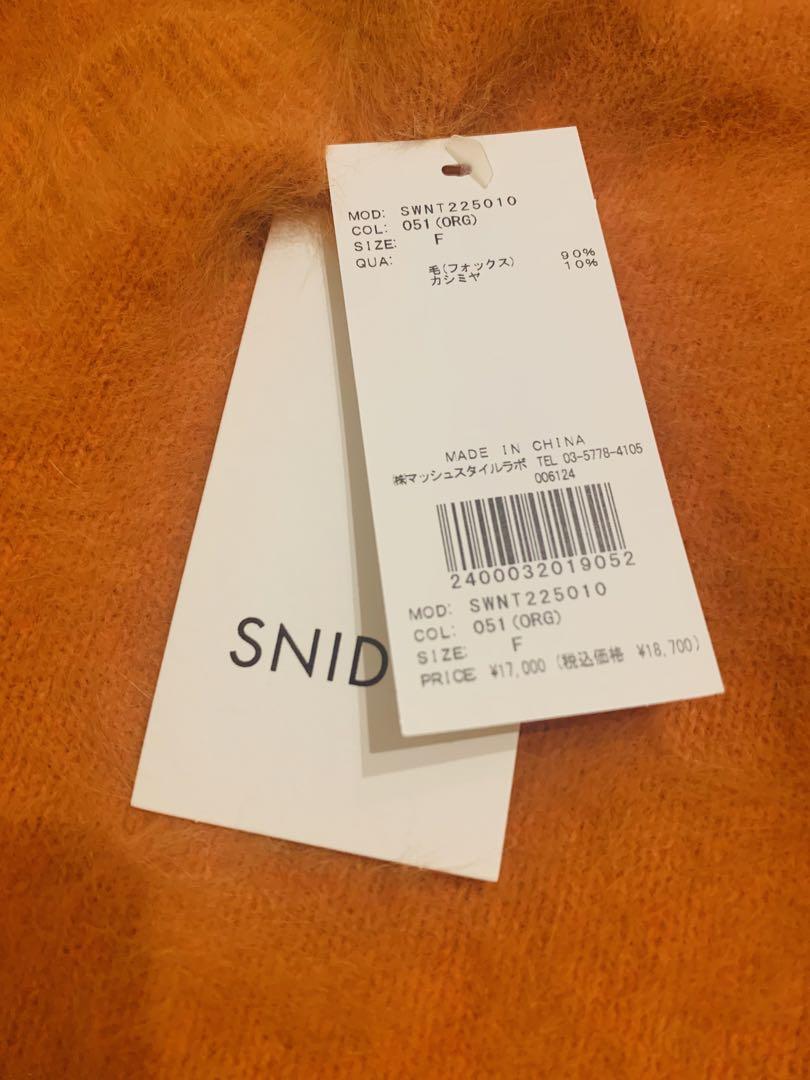 MOD: SWNT225010
COL: 051(ORG)
SIZE: F
QUA: 毛(フォックス) 90%
カシミヤ 10%
MADE IN CHINA
㈱マッシュスタイルラボ TEL 03-5778-4105
006124
2400032019052
MOD: SWNT225010
COL: 051(ORG)
SIZE: F
PRICE ¥17,000 (税込価格 ¥18,700)
SNID